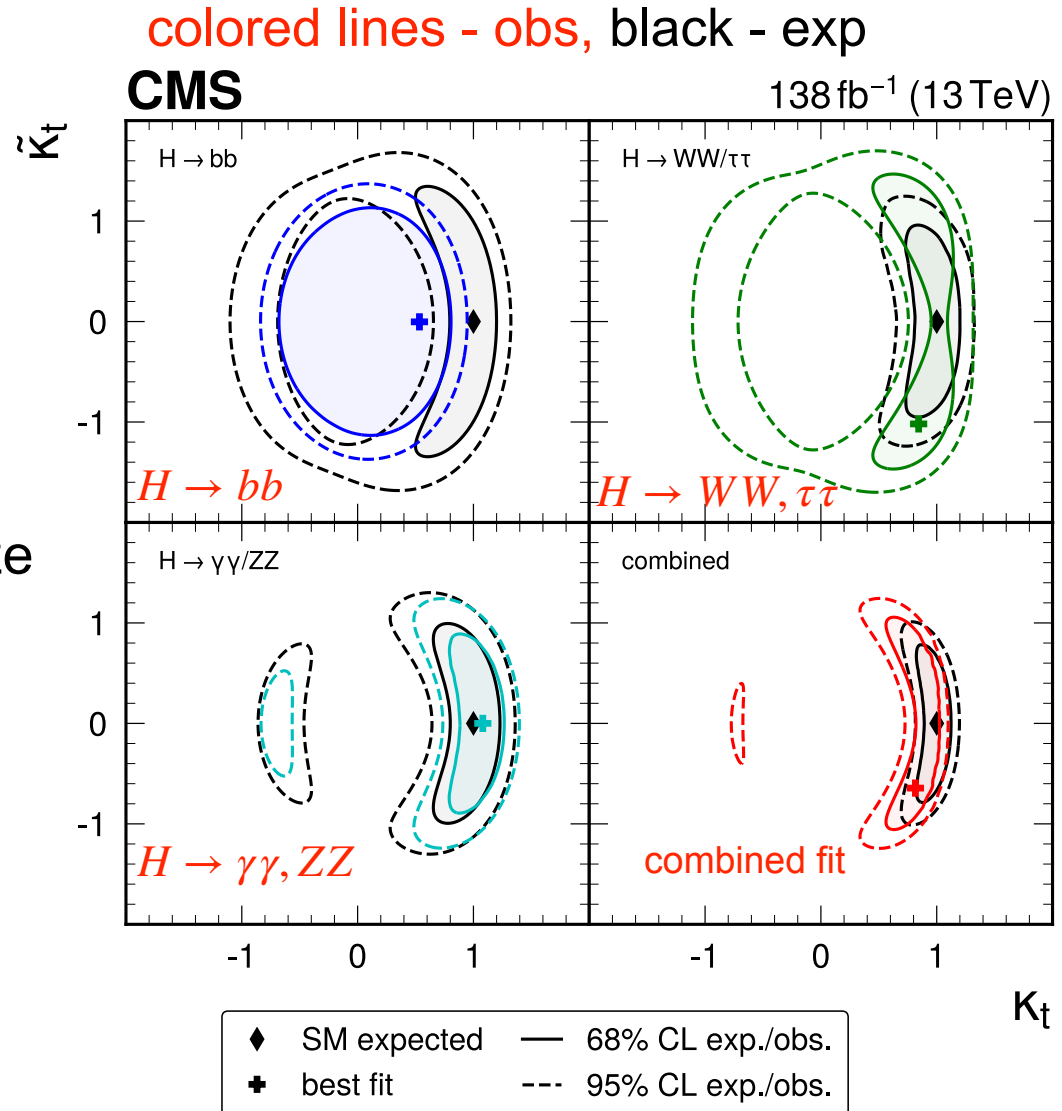 colored lines - obs, black - exp
CMS 138 fb⁻¹ (13 TeV)
κ̃t
H → bb
H → WW/ττ
1
0
-1
H → bb
H → WW, ττ
te
H → γγ/ZZ
combined
1
0
-1
H → γγ, ZZ
combined fit
-1 0 1 -1 0 1
κt
SM expected 68% CL exp./obs.
best fit 95% CL exp./obs.